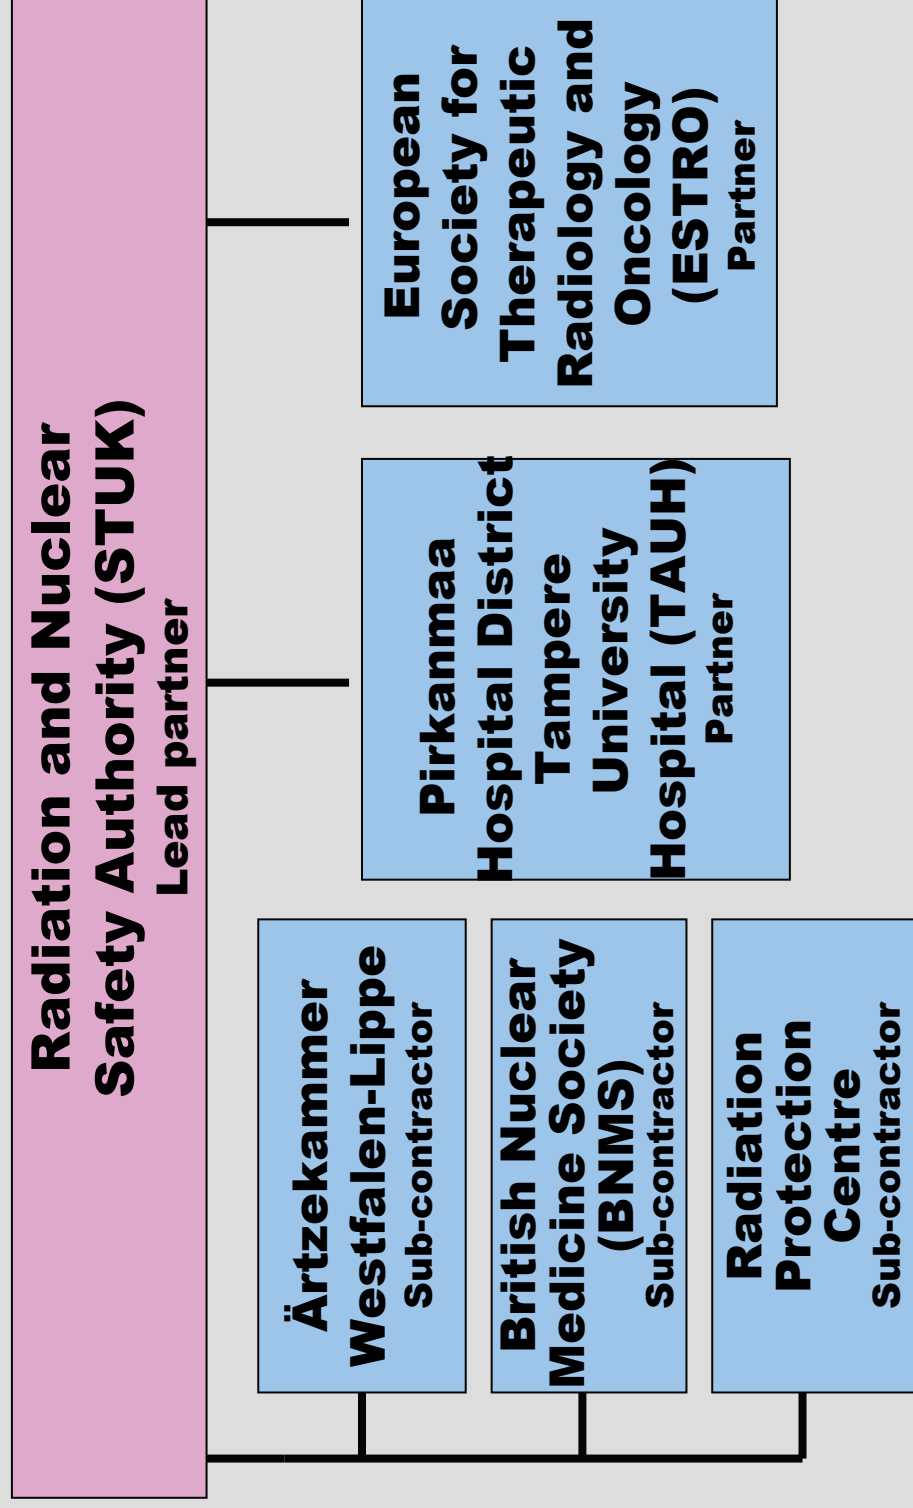 Radiation and Nuclear
Safety Authority (STUK)
Lead partner
Ärtzekammer
Westfalen-Lippe
Sub-contractor
British Nuclear
Medicine Society
(BNMS)
Sub-contractor
Radiation
Protection
Centre
Sub-contractor
Pirkanmaa
Hospital District
Tampere
University
Hospital (TAUH)
Partner
European
Society for
Therapeutic
Radiology and
Oncology
(ESTRO)
Partner